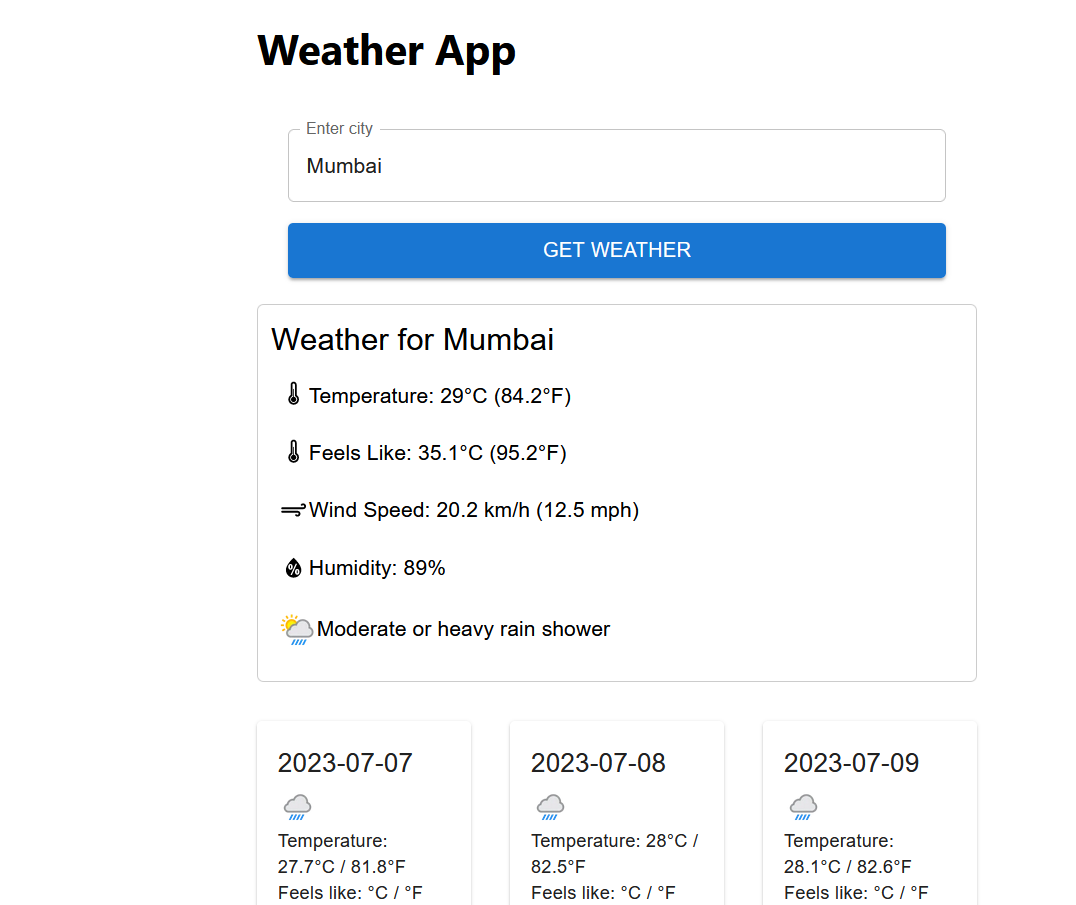 Weather App
Enter city
Mumbai
GET WEATHER
Weather for Mumbai
Temperature: 29°C (84.2°F)
Feels Like: 35.1°C (95.2°F)
Wind Speed: 20.2 km/h (12.5 mph)
Humidity: 89%
Moderate or heavy rain shower
2023-07-07
Temperature:
27.7°C / 81.8°F
Feels like: °C / °F
2023-07-08
Temperature: 28°C /
82.5°F
Feels like: °C / °F
2023-07-09
Temperature:
28.1°C / 82.6°F
Feels like: °C / °F